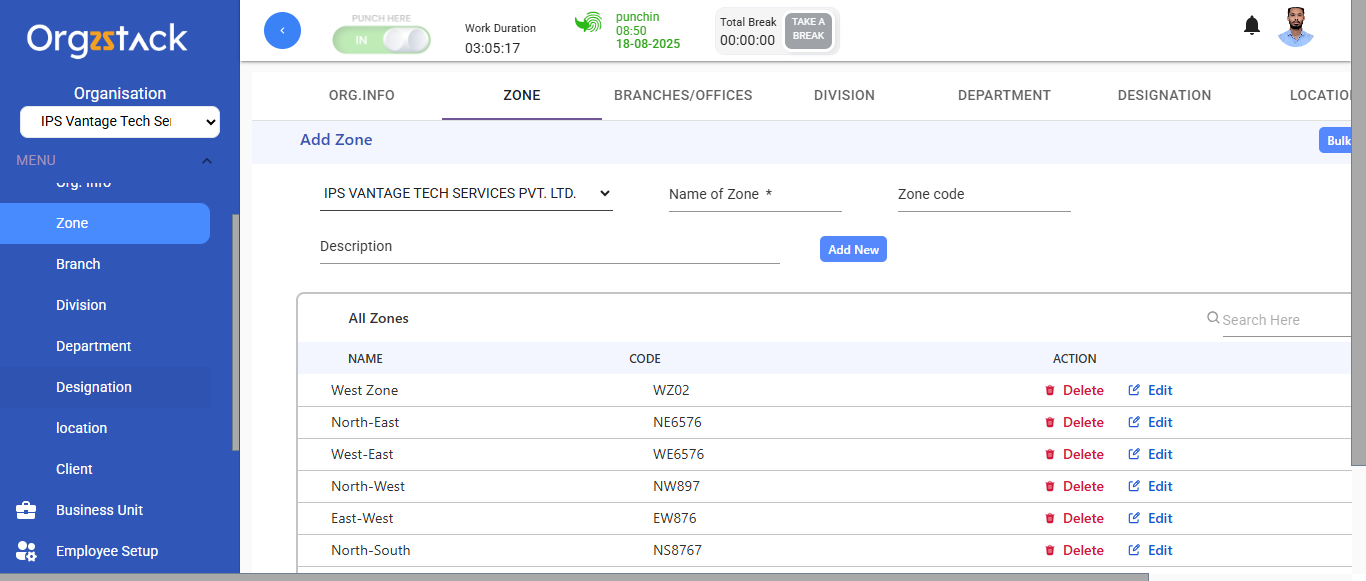 Orgzstack
Organisation
IPS Vantage Tech Ser
MENU
Org. Info
Zone
Branch
Division
Department
Designation
location
Client
Business Unit
Employee Setup
PUNCH HERE
IN
Work Duration
03:05:17
punchin
08:50
18-08-2025
Total Break
00:00:00
TAKE A
BREAK
ORG.INFO ZONE BRANCHES/OFFICES DIVISION DEPARTMENT DESIGNATION LOCATIO
Add Zone
Bulk
IPS VANTAGE TECH SERVICES PVT. LTD. Name of Zone * Zone code
Description
Add New
All Zones
Search Here
NAME CODE ACTION
West Zone WZ02 Delete Edit
North-East NE6576 Delete Edit
West-East WE6576 Delete Edit
North-West NW897 Delete Edit
East-West EW876 Delete Edit
North-South NS8767 Delete Edit